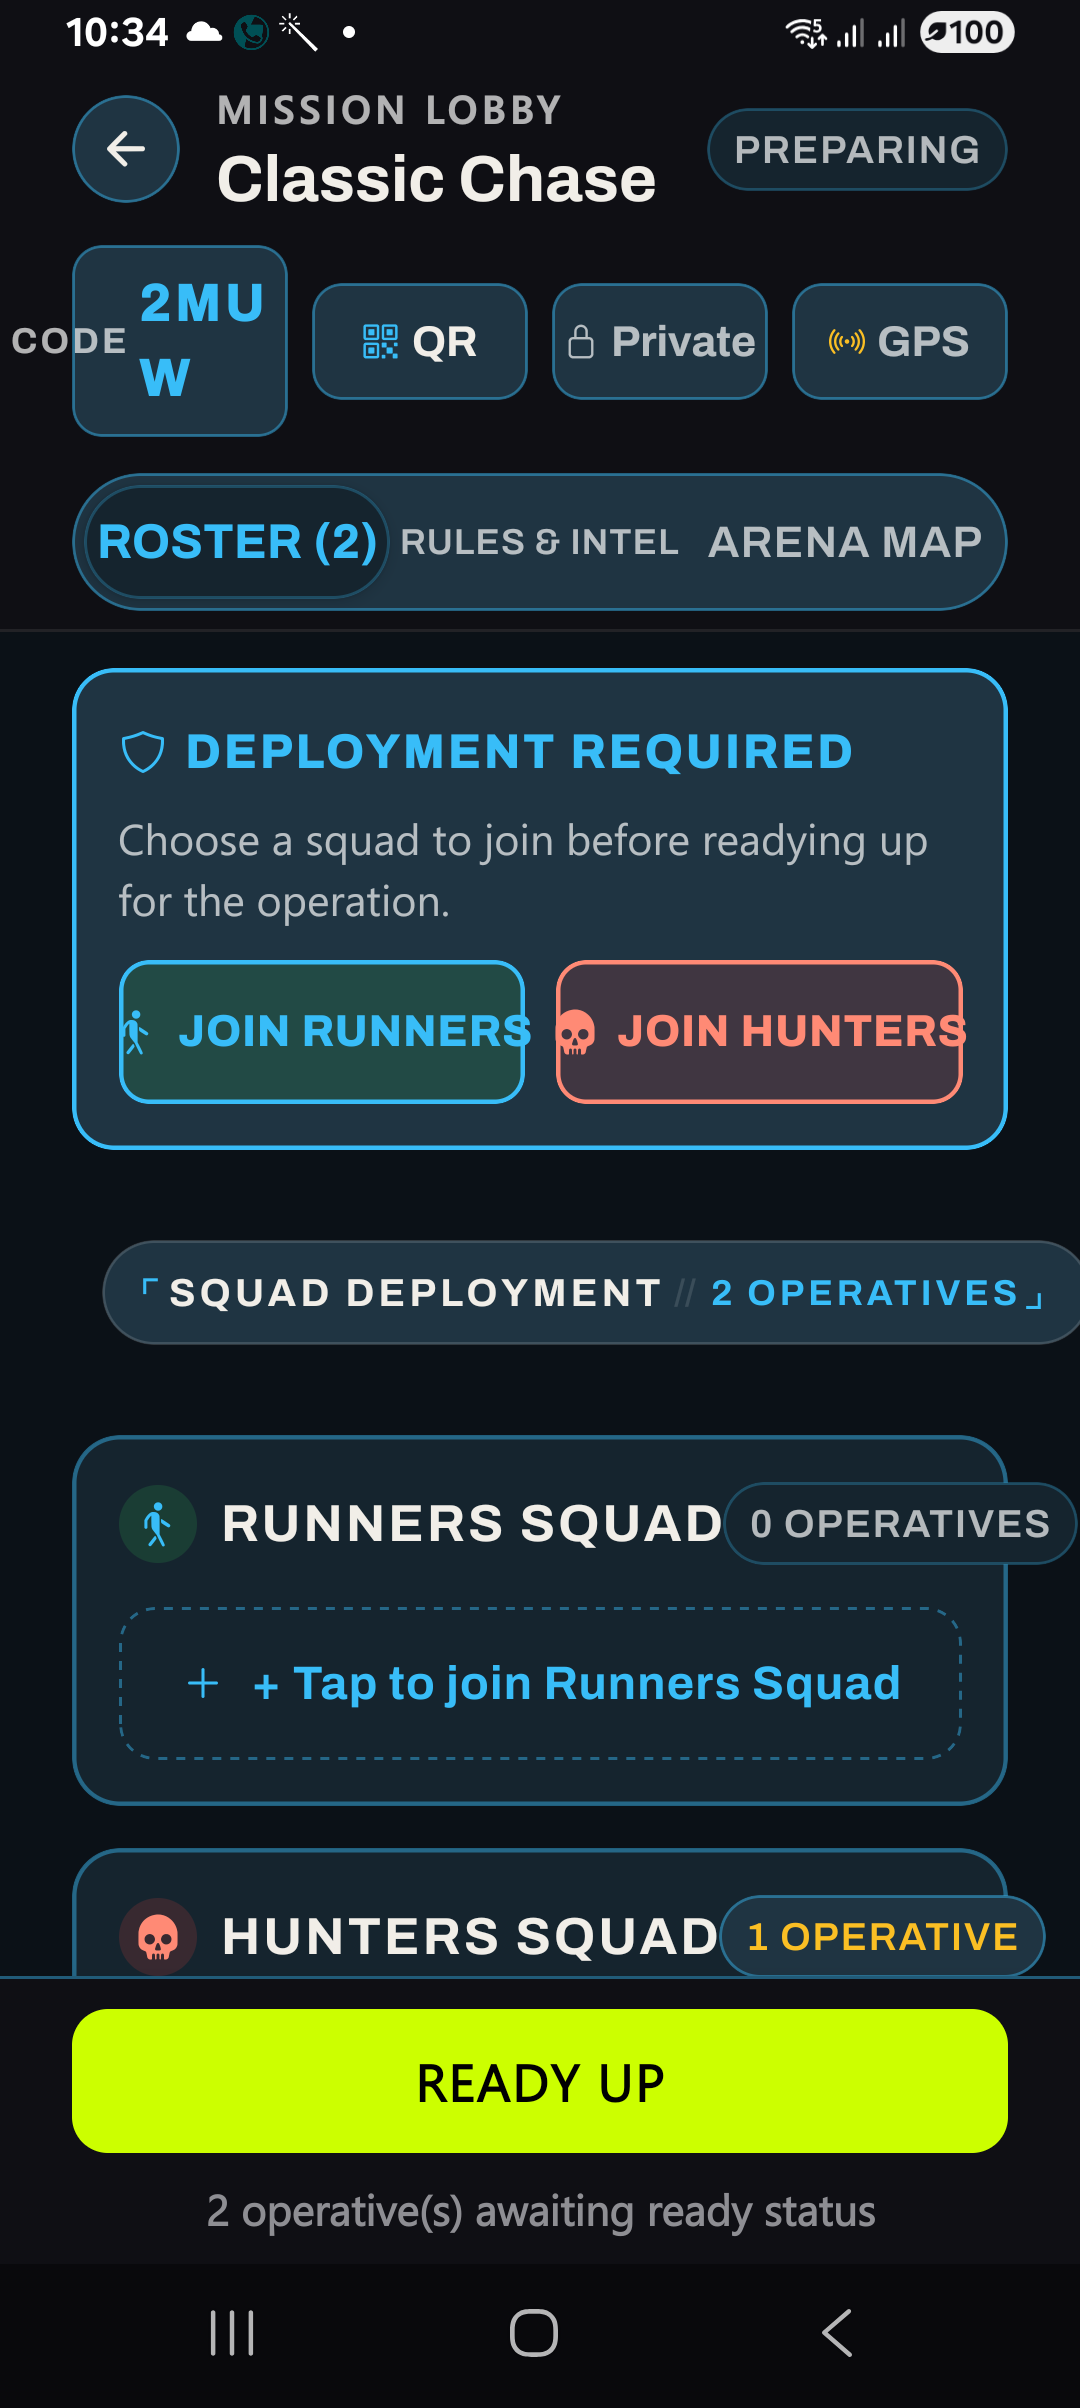 10:34
5
100
MISSION LOBBY
Classic Chase
PREPARING
CODE
2MU
W
QR
Private
GPS
ROSTER (2)
RULES & INTEL
ARENA MAP
DEPLOYMENT REQUIRED
Choose a squad to join before readying up
for the operation.
JOIN RUNNERS
JOIN HUNTERS
「 SQUAD DEPLOYMENT // 2 OPERATIVES 」
RUNNERS SQUAD
0 OPERATIVES
+ Tap to join Runners Squad
HUNTERS SQUAD
1 OPERATIVE
READY UP
2 operative(s) awaiting ready status